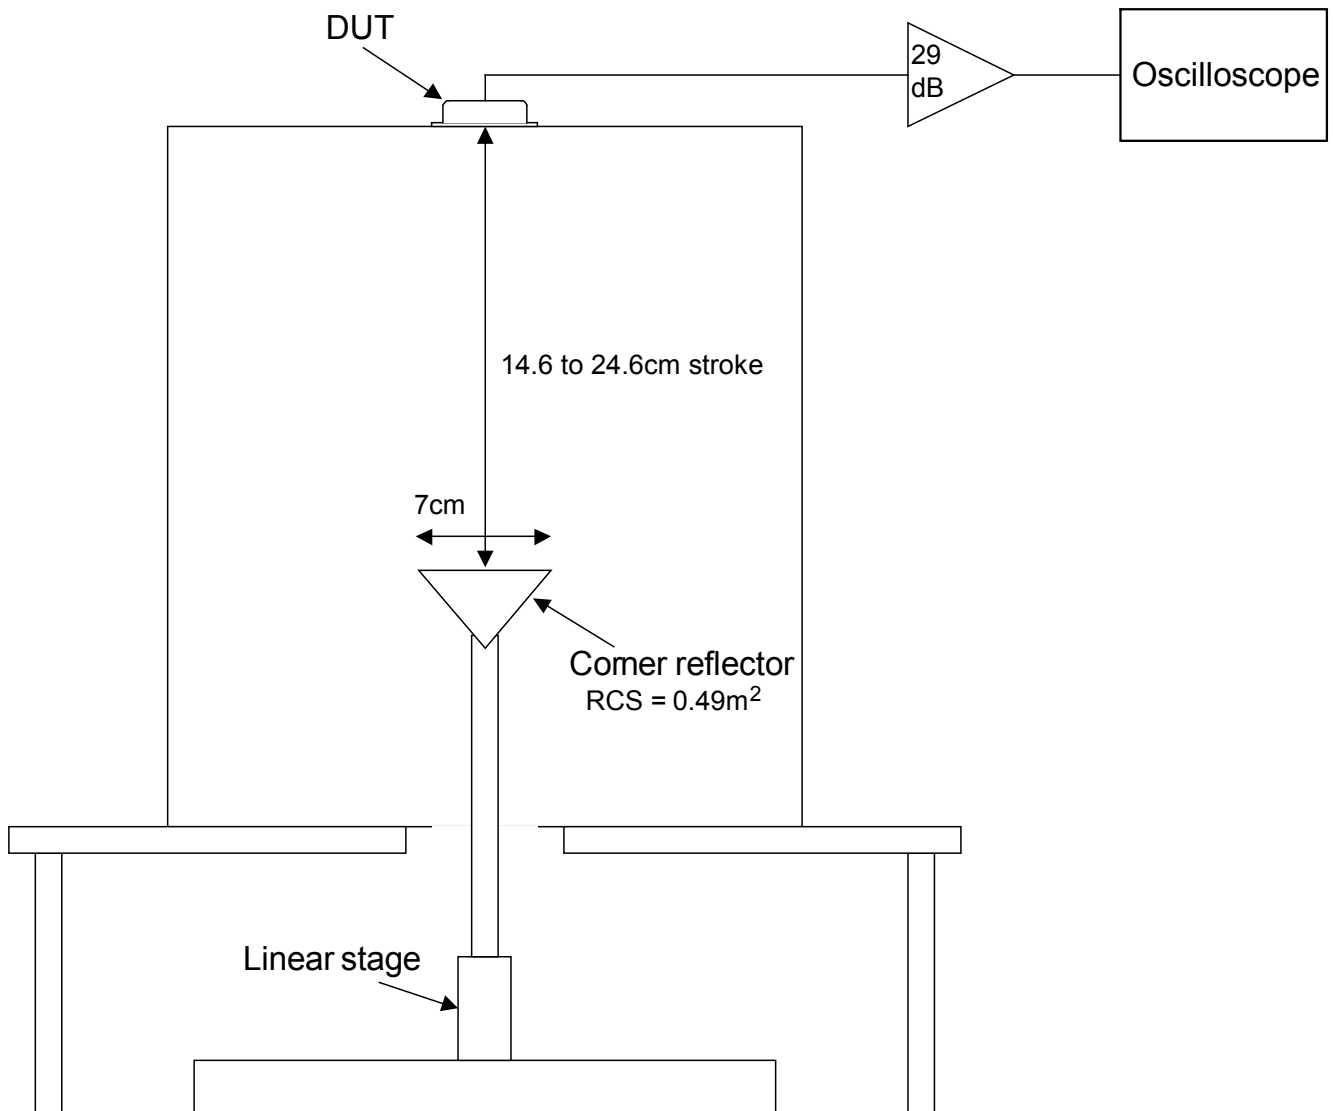 DUT
29
dB
Oscilloscope
14.6 to 24.6cm stroke
7cm
Corner reflector
RCS = 0.49m²
Linear stage